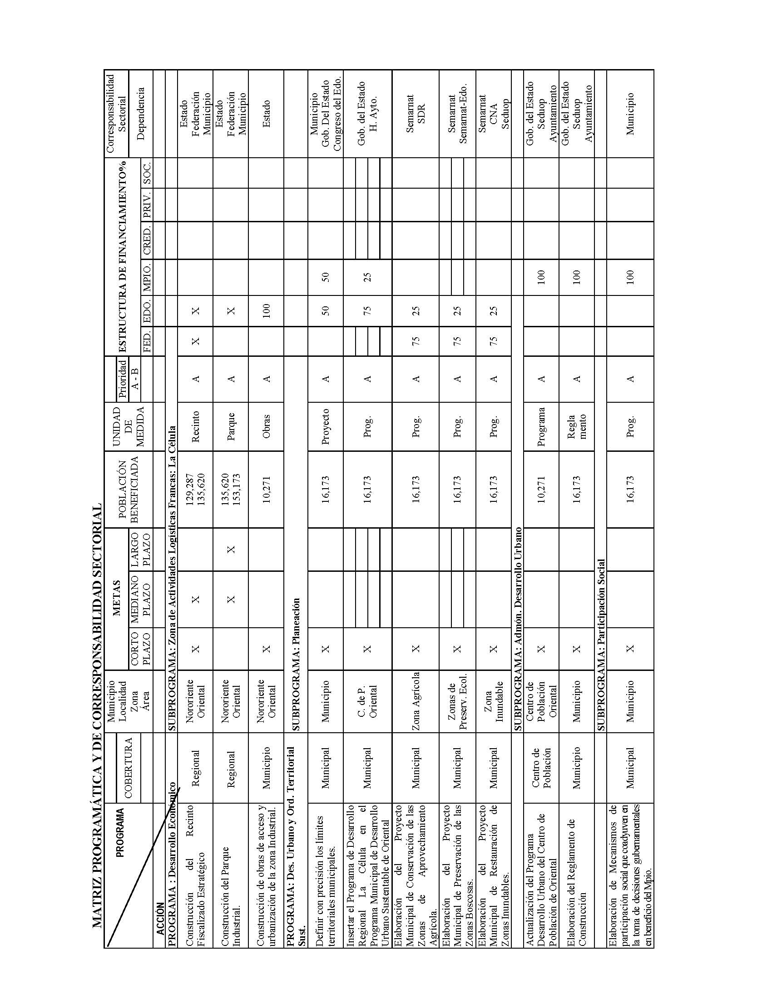 MATRIZ PROGRAMÁTICA Y DE CORRESPONSABILIDAD SECTORIAL
PROGRAMA
COBERTURA
Municipio
Localidad
Zona
Área
METAS
CORTO
PLAZO
MEDIANO
PLAZO
LARGO
PLAZO
POBLACIÓN
BENEFICIADA
UNIDAD
DE
MEDIDA
Prioridad
A - B
ESTRUCTURA DE FINANCIAMIENTO%
FED. EDO. MPIO. CRED. PRIV. SOC.
Corresponsabilidad
Sectorial
Dependencia
ACCIÓN
PROGRAMA : Desarrollo Económico
SUBPROGRAMA: Zona de Actividades Logísticas Francas: La Célula
Construcción del Recinto
Fiscalizado Estratégico
Regional
Nororiente
Oriental
X
X
129,287
135,620
Recinto
A
X
X
Estado
Federación
Municipio
Construcción del Parque
Industrial.
Regional
Nororiente
Oriental
X
X
135,620
153,173
Parque
A
X
Estado
Federación
Municipio
Construcción de obras de acceso y
urbanización de la zona Industrial.
Municipio
Nororiente
Oriental
X
10,271
Obras
A
100
Estado
PROGRAMA: Des. Urbano y Ord. Territorial
Sust.
SUBPROGRAMA: Planeación
Definir con precisión los límites
territoriales municipales.
Municipal
Municipio
X
16,173
Proyecto
A
50
50
Municipio
Gob. Del Estado
Congreso del Edo.
Insertar el Programa de Desarrollo
Regional La Célula en el
Programa Municipal de Desarrollo
Urbano Sustentable de Oriental
Municipal
C. de P.
Oriental
X
16,173
Prog.
A
75
25
Gob. del Estado
H. Ayto.
Elaboración del Proyecto
Municipal de Conservación de las
Zonas de Aprovechamiento
Agrícola.
Municipal
Zona Agrícola
X
16,173
Prog.
A
75
25
Semarnat
SDR
Elaboración del Proyecto
Municipal de Preservación de las
Zonas Boscosas.
Municipal
Zonas de
Preserv. Ecol.
X
16,173
Prog.
A
75
25
Semarnat
Semarnat-Edo.
Elaboración del Proyecto
Municipal de Restauración de
Zonas Inundables.
Municipal
Zona
Inundable
X
16,173
Prog.
A
75
25
Semarnat
CNA
Seduop
SUBPROGRAMA: Admón. Desarrollo Urbano
Actualización del Programa
Desarrollo Urbano del Centro de
Población de Oriental
Centro de
Población
Centro de
Población
Oriental
X
10,271
Programa
A
100
Gob. del Estado
Seduop
Ayuntamiento
Elaboración del Reglamento de
Construcción
Municipio
Municipio
X
16,173
Regla
mento
A
100
Gob. del Estado
Seduop
Ayuntamiento
SUBPROGRAMA: Participación Social
Elaboración de Mecanismos de
participación social que coadyuven en
la toma de decisiones gubernamentales
en beneficio del Mpio.
Municipal
Municipio
X
16,173
Prog.
A
100
Municipio